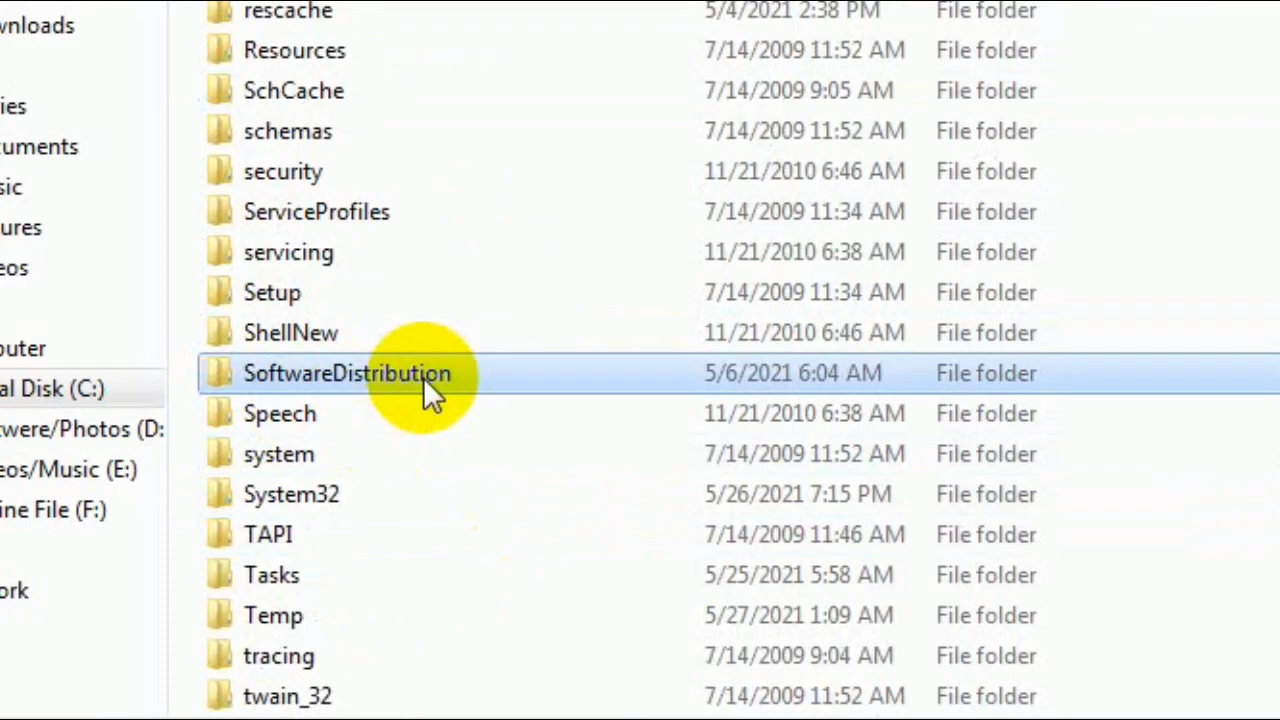 wnloads
ies
cuments
sic
ures
eos
outer
al Disk (C:)
twere/Photos (D:
eos/Music (E:)
ine File (F:)
ork
rescache 5/4/2021 2:38 PM File folder
Resources 7/14/2009 11:52 AM File folder
SchCache 7/14/2009 9:05 AM File folder
schemas 7/14/2009 11:52 AM File folder
security 11/21/2010 6:46 AM File folder
ServiceProfiles 7/14/2009 11:34 AM File folder
servicing 11/21/2010 6:38 AM File folder
Setup 7/14/2009 11:34 AM File folder
ShellNew 11/21/2010 6:46 AM File folder
SoftwareDistribution 5/6/2021 6:04 AM File folder
Speech 11/21/2010 6:38 AM File folder
system 7/14/2009 11:52 AM File folder
System32 5/26/2021 7:15 PM File folder
TAPI 7/14/2009 11:46 AM File folder
Tasks 5/25/2021 5:58 AM File folder
Temp 5/27/2021 1:09 AM File folder
tracing 7/14/2009 9:04 AM File folder
twain_32 7/14/2009 11:52 AM File folder